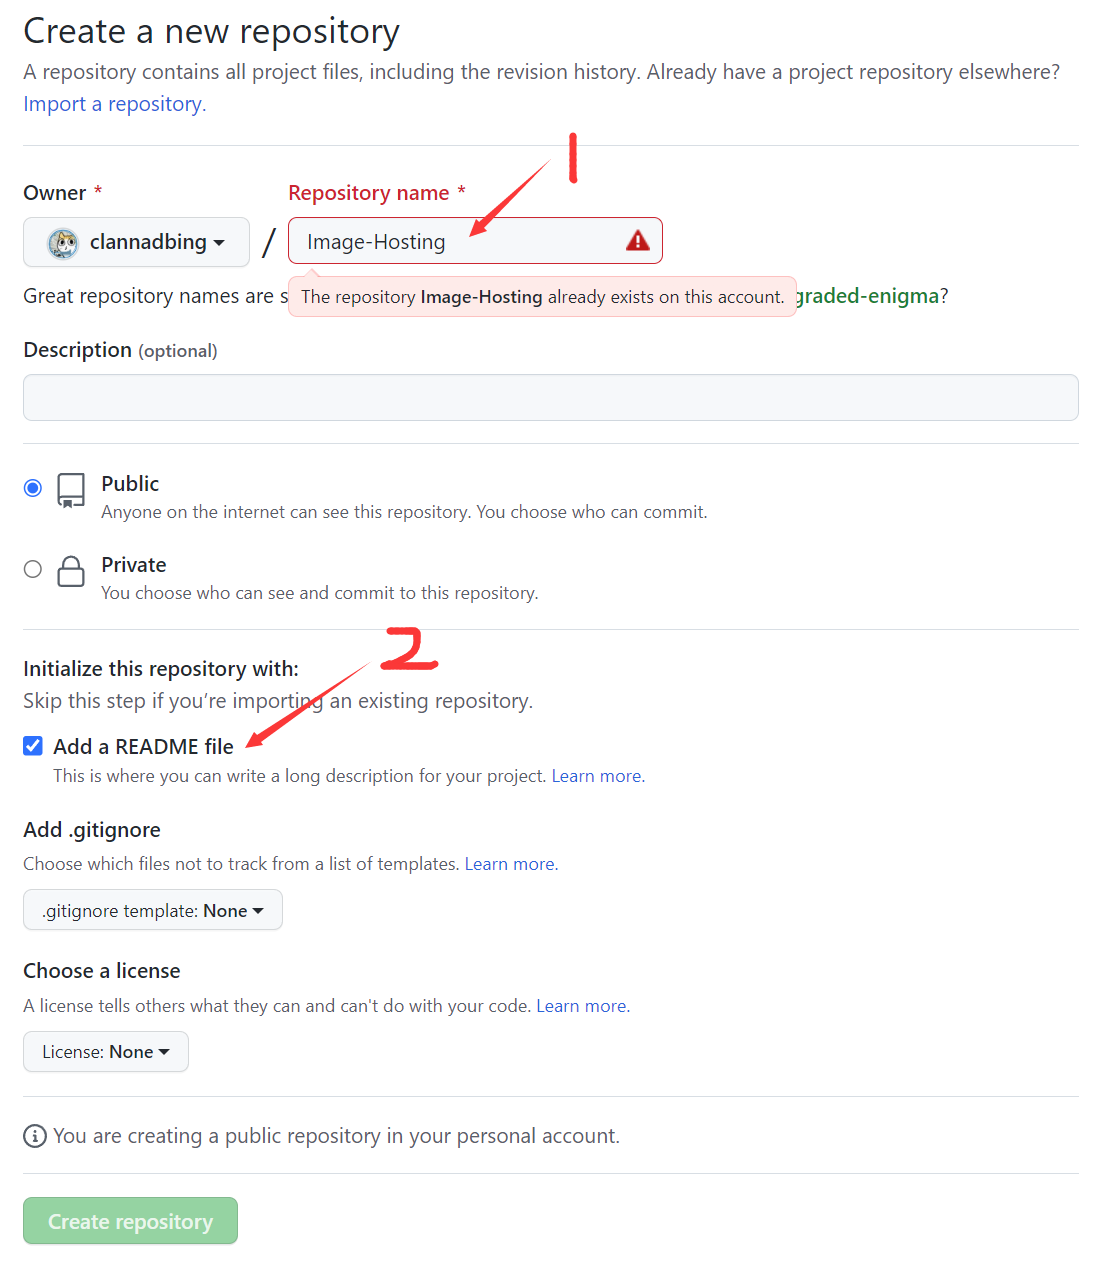 Create a new repository
A repository contains all project files, including the revision history. Already have a project repository elsewhere?
Import a repository.
1
Owner *
Repository name *
clannadbing
/
Image-Hosting
Great repository names are s
The repository Image-Hosting already exists on this account.
graded-enigma?
Description (optional)
Public
Anyone on the internet can see this repository. You choose who can commit.
Private
You choose who can see and commit to this repository.
2
Initialize this repository with:
Skip this step if you’re importing an existing repository.
Add a README file
This is where you can write a long description for your project. Learn more.
Add .gitignore
Choose which files not to track from a list of templates. Learn more.
.gitignore template: None
Choose a license
A license tells others what they can and can't do with your code. Learn more.
License: None
You are creating a public repository in your personal account.
Create repository